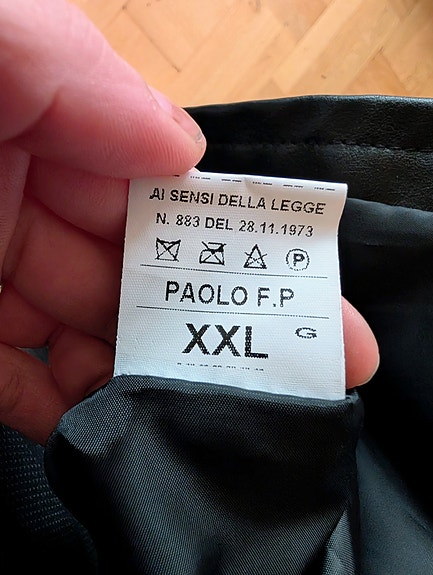 AI SENSI DELLA LEGGE
N. 883 DEL 28.11.1973
P
PAOLO F.P
XXL G